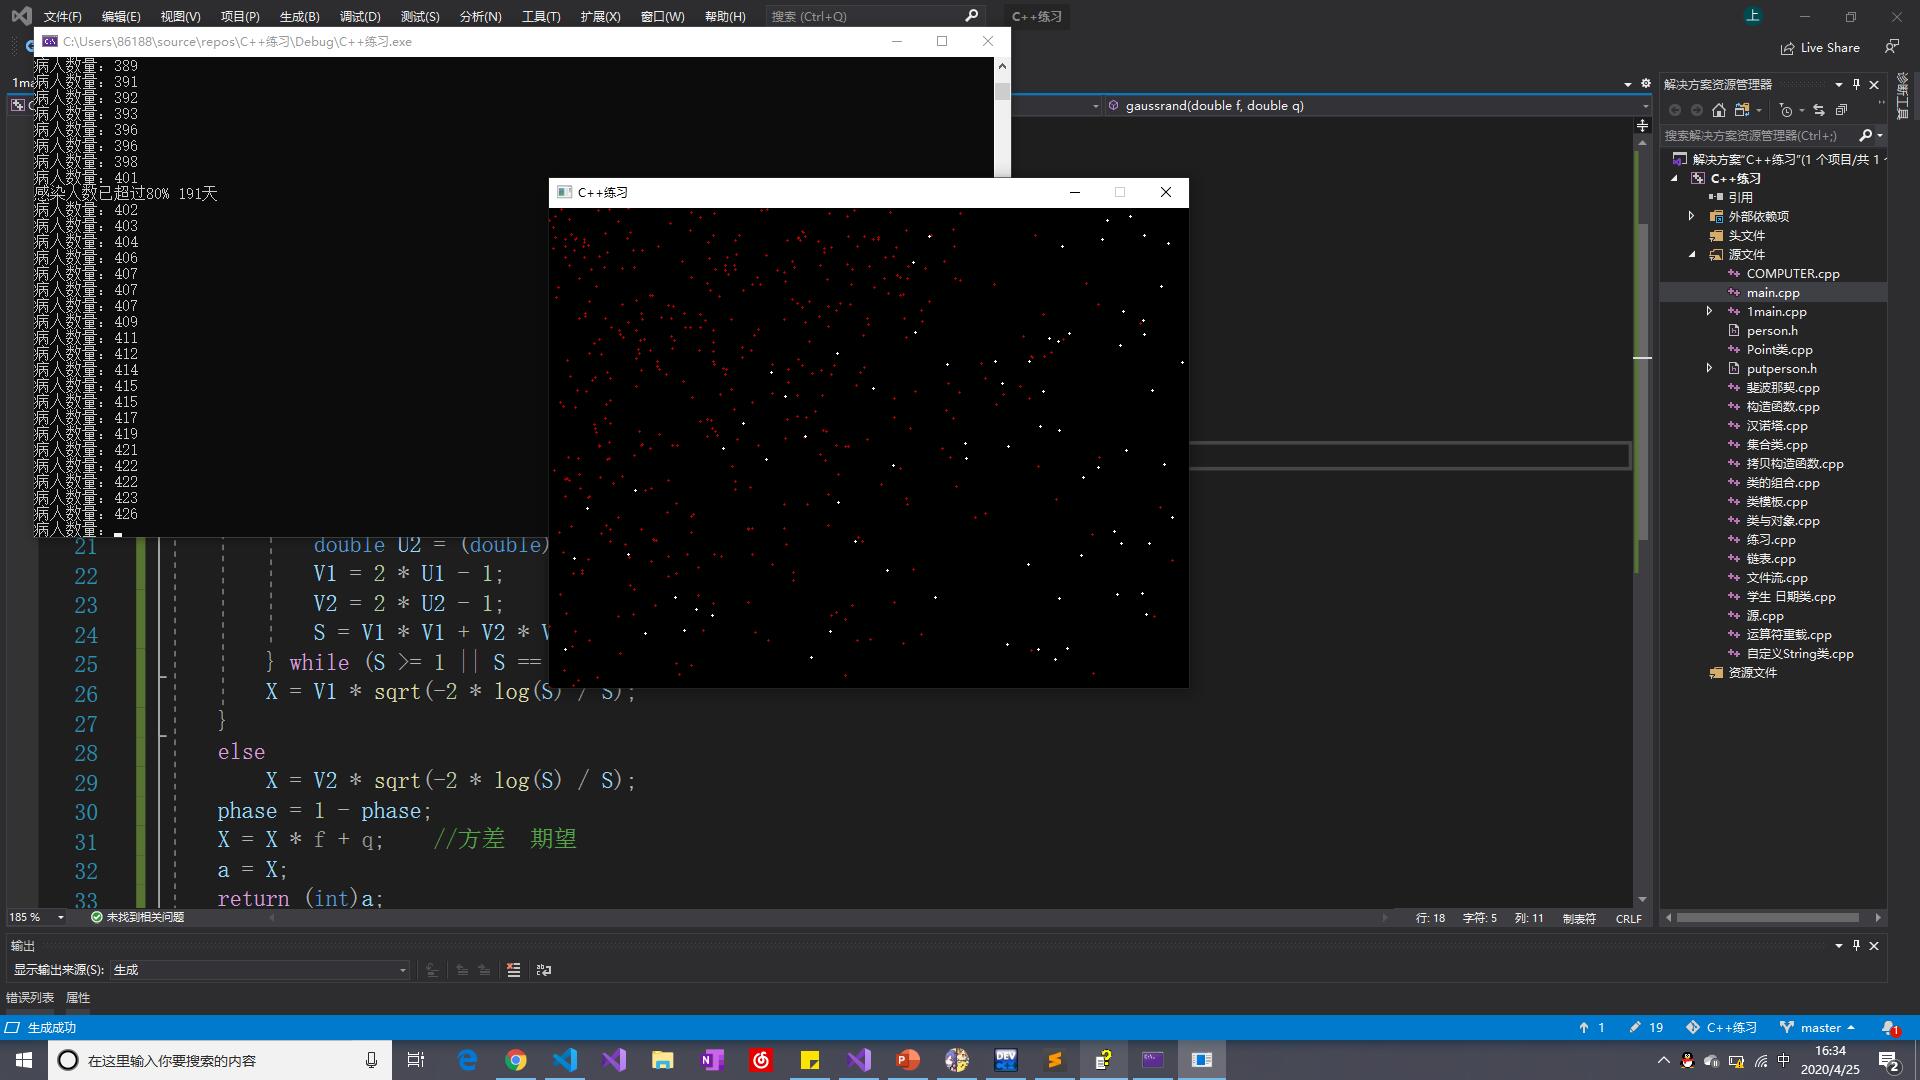 文件(F) 编辑(E) 视图(V) 项目(P) 生成(B) 调试(D) 测试(S) 分析(N) 工具(T) 扩展(X) 窗口(W) 帮助(H) 搜索 (Ctrl+Q) C++练习 上
C:\Users\86188\source\repos\C++练习\Debug\C++练习.exe
Live Share
gaussrand(double f, double q)
病人数量：389
病人数量：391
病人数量：392
病人数量：393
病人数量：396
病人数量：396
病人数量：398
病人数量：401
感染人数已超过80% 191天
病人数量：402
病人数量：403
病人数量：404
病人数量：406
病人数量：407
病人数量：407
病人数量：407
病人数量：409
病人数量：411
病人数量：412
病人数量：414
病人数量：415
病人数量：415
病人数量：417
病人数量：419
病人数量：421
病人数量：422
病人数量：422
病人数量：423
病人数量：426
病人数量：
C++练习
21 double U2 = (double)
22 V1 = 2 * U1 - 1;
23 V2 = 2 * U2 - 1;
24 S = V1 * V1 + V2 * V
25 } while (S >= 1 || S ==
26 X = V1 * sqrt(-2 * log(S) / S);
27 }
28 else
29 X = V2 * sqrt(-2 * log(S) / S);
30 phase = 1 - phase;
31 X = X * f + q; //方差 期望
32 a = X;
33 return (int)a;
185 % 未找到相关问题 行: 18 字符: 5 列: 11 制表符 CRLF
解决方案资源管理器
搜索解决方案资源管理器(Ctrl+;)
解决方案"C++练习"(1 个项目/共 1
C++练习
引用
外部依赖项
头文件
源文件
COMPUTER.cpp
main.cpp
1main.cpp
person.h
Point类.cpp
putperson.h
斐波那契.cpp
构造函数.cpp
汉诺塔.cpp
集合类.cpp
拷贝构造函数.cpp
类的组合.cpp
类模板.cpp
类与对象.cpp
练习.cpp
链表.cpp
文件流.cpp
学生 日期类.cpp
源.cpp
运算符重载.cpp
自定义String类.cpp
资源文件
诊断工具
输出
显示输出来源(S): 生成
错误列表 属性
生成成功 1 19 C++练习 master 1
在这里输入你要搜索的内容
DEV C++
中
16:34
2020/4/25
2